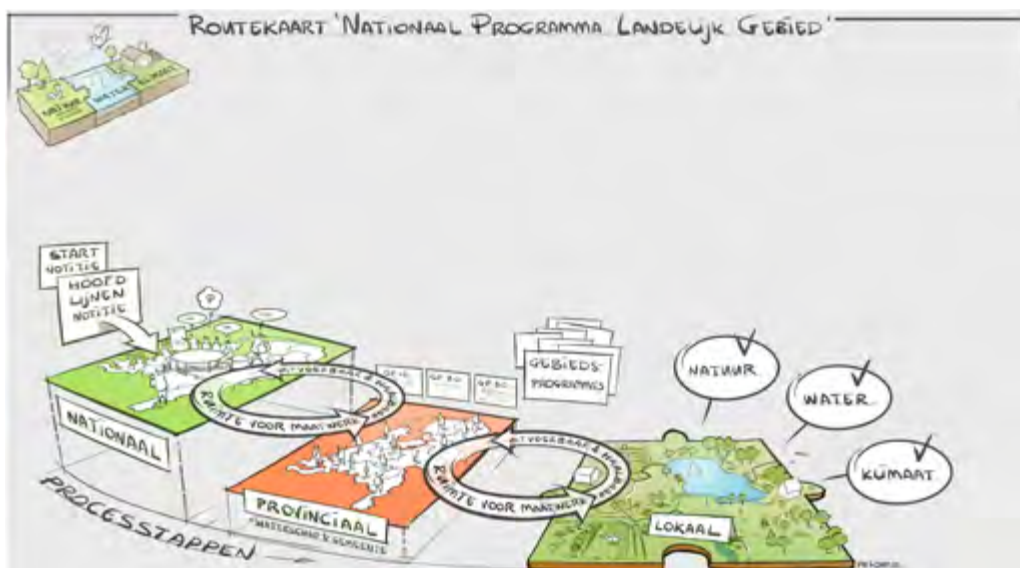 ROUTEKAART 'NATIONAAL PROGRAMMA LANDELIJK GEBIED'
NATUUR
WATER
KLIMAAT
START
NOTITIE
HOOFD
LIJNEN
NOTITIE
GEBIEDS-
PROGRAMMA'S
NATUUR
WATER
KLIMAAT
UITVOERBAAR & HAALBAAR
RUIMTE VOOR MAATWERK
UITVOERBAAR & HAALBAAR
RUIMTE VOOR MAATWERK
NATIONAAL
PROVINCIAAL
WATERSCHAP & GEMEENTE
LOKAAL
PROCESSTAPPEN